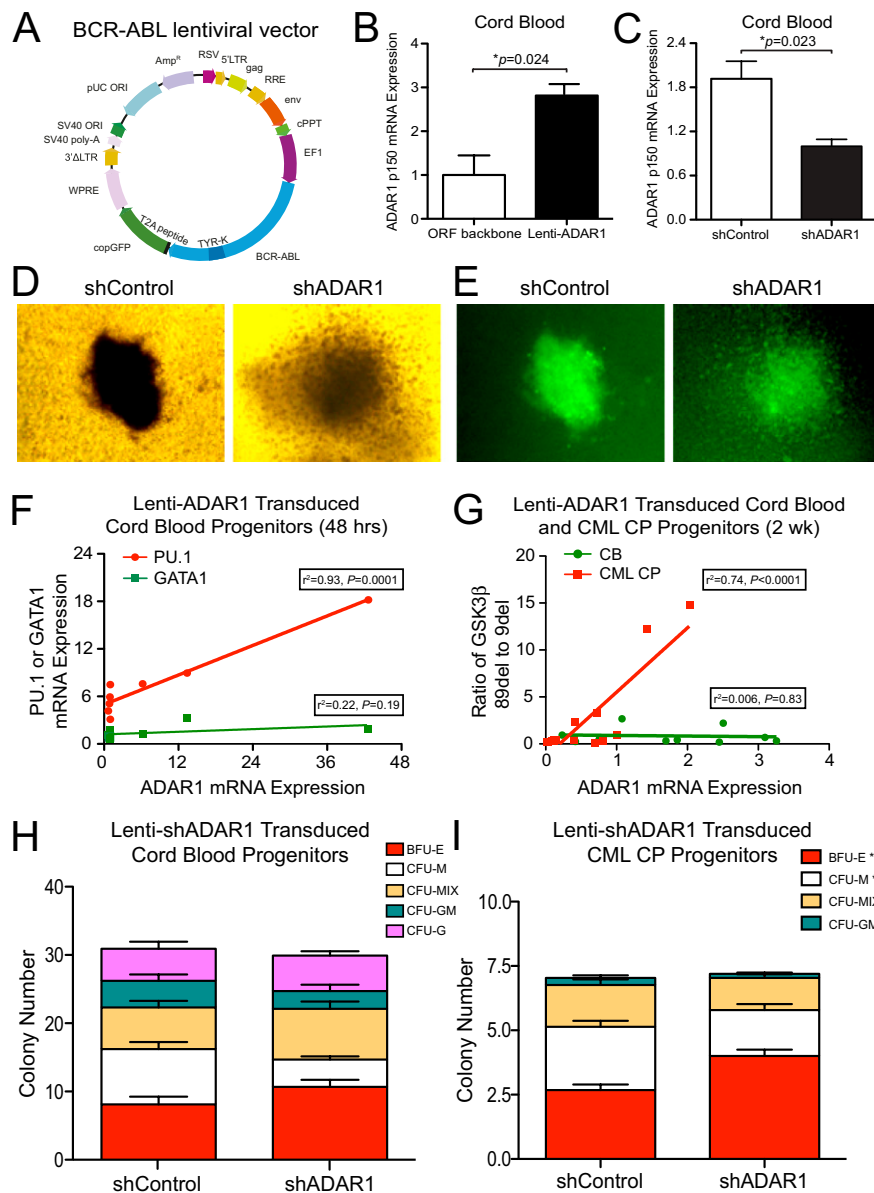 A
BCR-ABL lentiviral vector
RSV
5'LTR
gag
RRE
env
cPPT
EF1
BCR-ABL
TYR-K
T2A peptide
copGFP
WPRE
3'ΔLTR
SV40 poly-A
SV40 ORI
pUC ORI
Amp^R
B
Cord Blood
*p=0.024
ADAR1 p150 mRNA Expression
4
3
2
1
0
ORF backbone
Lenti-ADAR1
C
Cord Blood
*p=0.023
ADAR1 p150 mRNA Expression
2.4
1.8
1.2
0.6
0.0
shControl
shADAR1
D
shControl
shADAR1
E
shControl
shADAR1
F
Lenti-ADAR1 Transduced
Cord Blood Progenitors (48 hrs)
PU.1
GATA1
r²=0.93, P=0.0001
r²=0.22, P=0.19
PU.1 or GATA1
mRNA Expression
24
18
12
6
0
0 12 24 36 48
ADAR1 mRNA Expression
G
Lenti-ADAR1 Transduced Cord Blood
and CML CP Progenitors (2 wk)
CB
CML CP
r²=0.74, P<0.0001
r²=0.006, P=0.83
Ratio of GSK3β
89del to 9del
20
15
10
5
0
0 1 2 3 4
ADAR1 mRNA Expression
H
Lenti-shADAR1 Transduced
Cord Blood Progenitors
BFU-E
CFU-M
CFU-MIX
CFU-GM
CFU-G
Colony Number
40
30
20
10
0
shControl
shADAR1
I
Lenti-shADAR1 Transduced
CML CP Progenitors
BFU-E *
CFU-M *
CFU-MIX
CFU-GM
Colony Number
10.0
7.5
5.0
2.5
0.0
shControl
shADAR1